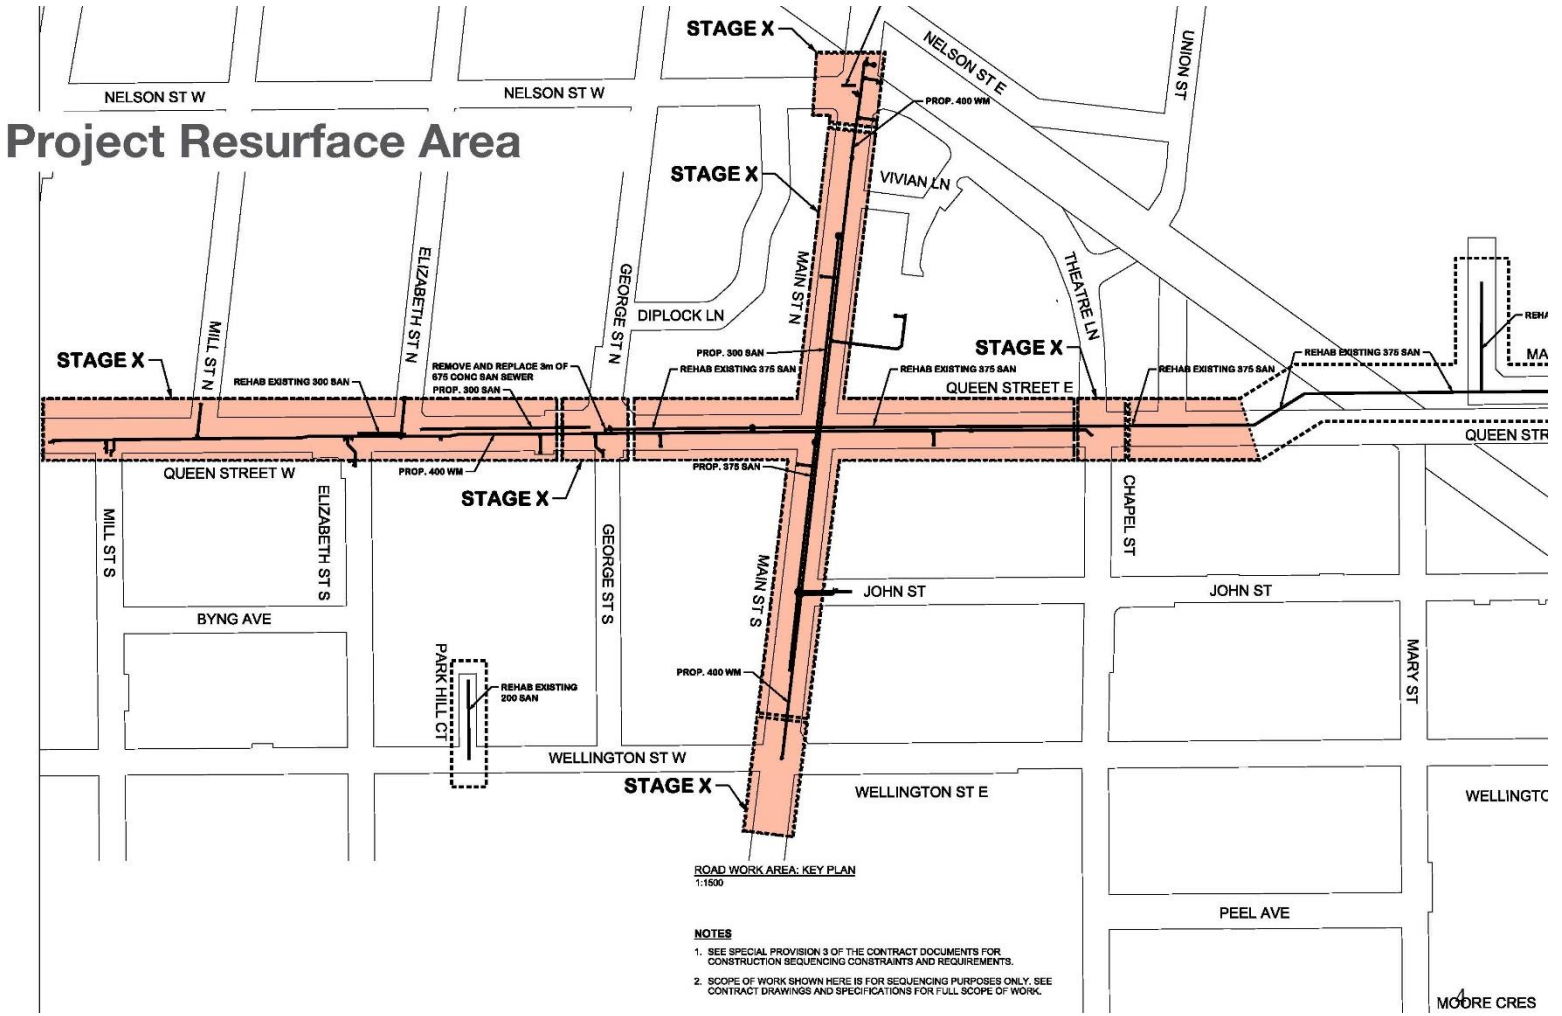 STAGE X
NELSON ST E
UNION ST
NELSON ST W
NELSON ST W
PROP. 400 WM
Project Resurface Area
STAGE X
VIVIAN LN
ELIZABETH ST N
GEORGE ST N
MAIN ST N
THEATRE LN
MILL ST N
DIPLOCK LN
REHA
STAGE X
PROP. 300 SAN
STAGE X
REHAB EXISTING 375 SAN
MA
REMOVE AND REPLACE 3m OF
675 CONC SAN SEWER
REHAB EXISTING 300 SAN
PROP. 300 SAN
REHAB EXISTING 375 SAN
REHAB EXISTING 375 SAN
REHAB EXISTING 375 SAN
QUEEN STREET E
QUEEN STR
QUEEN STREET W
PROP. 400 WM
PROP. 375 SAN
STAGE X
MILL ST S
ELIZABETH ST S
GEORGE ST S
MAIN ST S
CHAPEL ST
JOHN ST
JOHN ST
BYNG AVE
PARK HILL CT
REHAB EXISTING
200 SAN
PROP. 400 WM
MARY ST
WELLINGTON ST W
STAGE X
WELLINGTON ST E
WELLINGTO
ROAD WORK AREA: KEY PLAN
1:1500
PEEL AVE
NOTES
1. SEE SPECIAL PROVISION 3 OF THE CONTRACT DOCUMENTS FOR
CONSTRUCTION SEQUENCING CONSTRAINTS AND REQUIREMENTS.
2. SCOPE OF WORK SHOWN HERE IS FOR SEQUENCING PURPOSES ONLY. SEE
CONTRACT DRAWINGS AND SPECIFICATIONS FOR FULL SCOPE OF WORK.
4
MOORE CRES